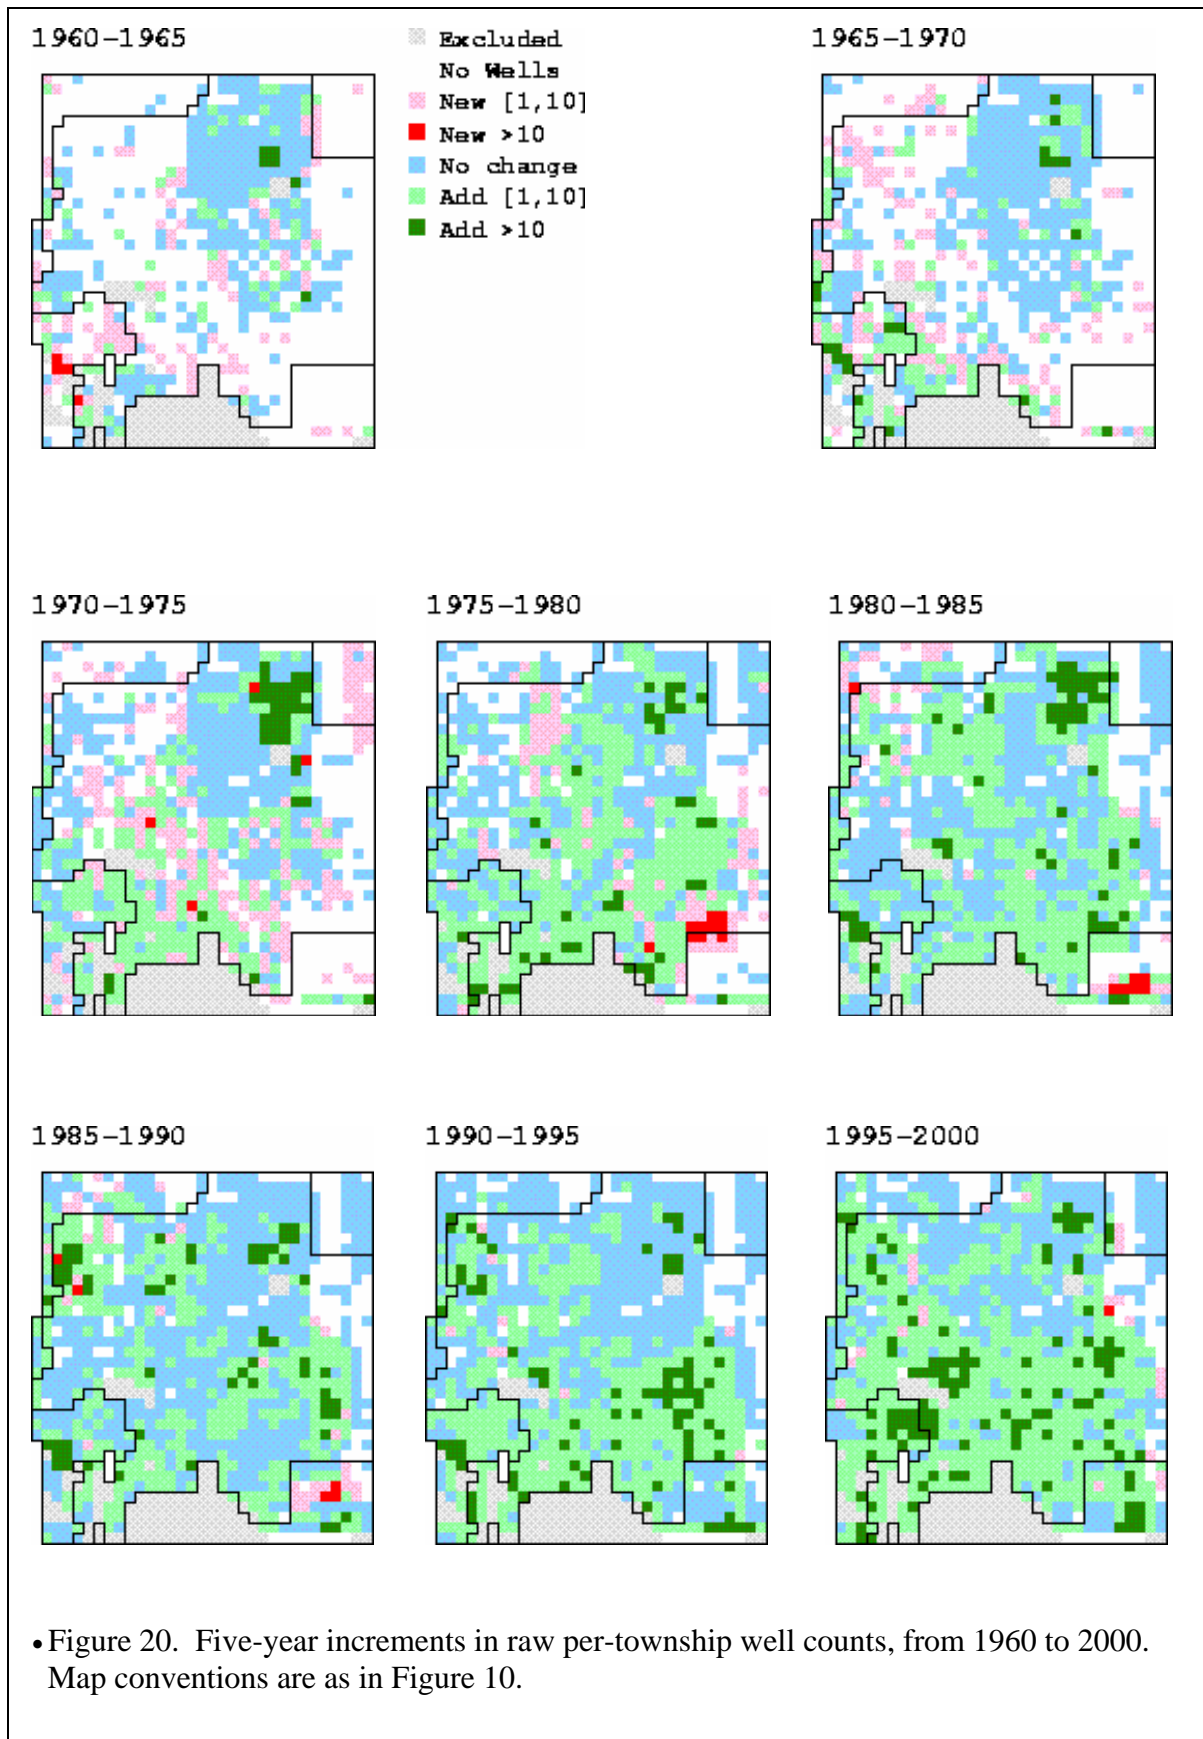 1960-1965
Excluded
No Wells
New [1,10]
New >10
No change
Add [1,10]
Add >10
1965-1970
1970-1975
1975-1980
1980-1985
1985-1990
1990-1995
1995-2000
• Figure 20. Five-year increments in raw per-township well counts, from 1960 to 2000.
Map conventions are as in Figure 10.